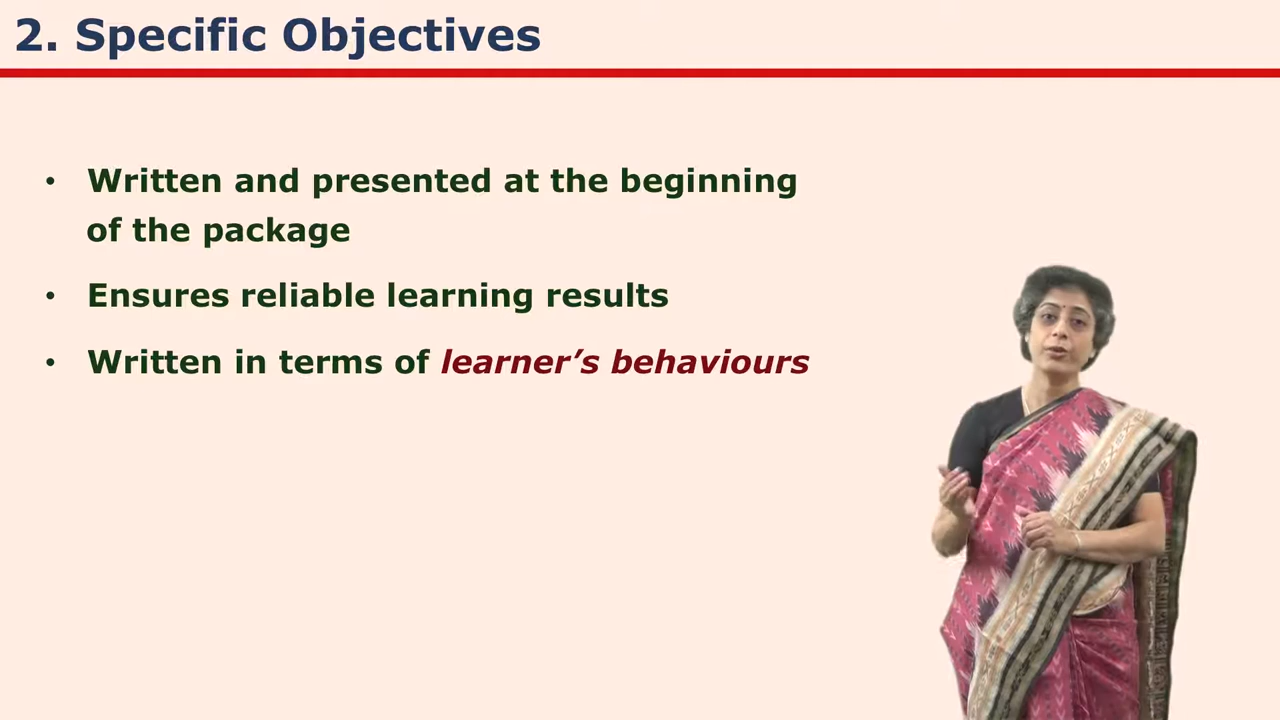 2. Specific Objectives
• Written and presented at the beginning
of the package
• Ensures reliable learning results
• Written in terms of learner’s behaviours